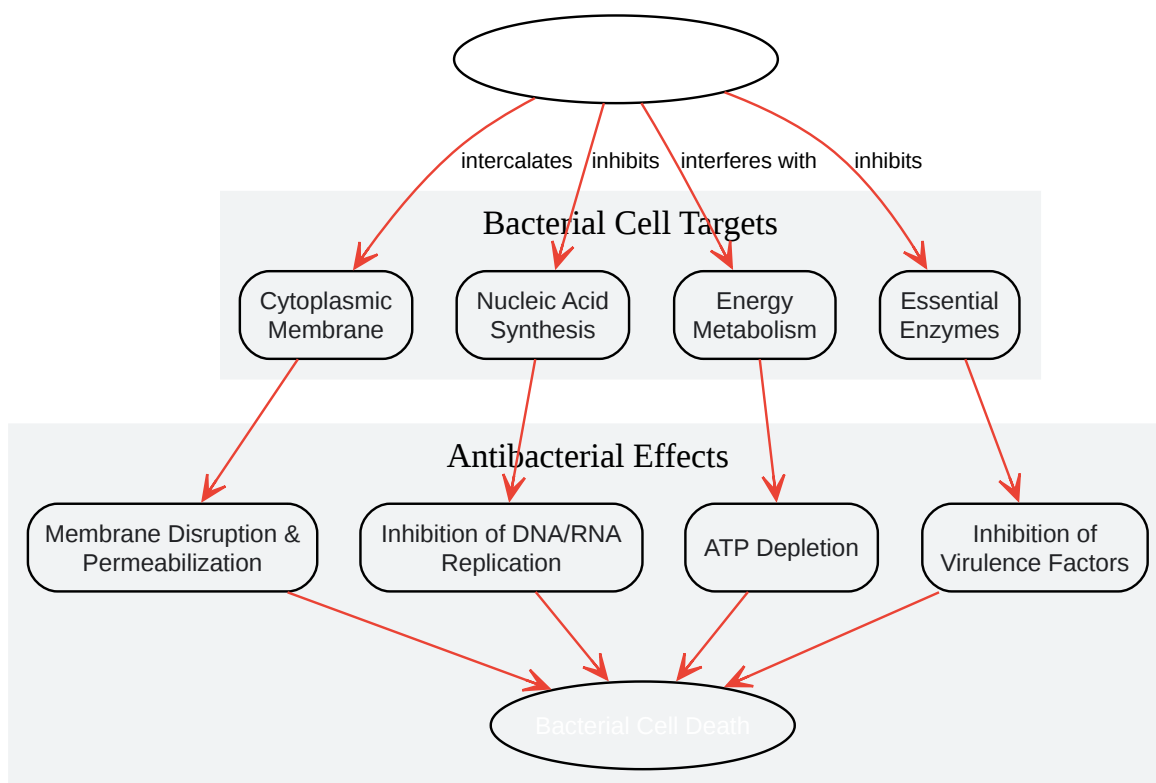 intercalates
inhibits
interferes with
inhibits
Bacterial Cell Targets
Cytoplasmic
Membrane
Nucleic Acid
Synthesis
Energy
Metabolism
Essential
Enzymes
Antibacterial Effects
Membrane Disruption &
Permeabilization
Inhibition of DNA/RNA
Replication
ATP Depletion
Inhibition of
Virulence Factors
Bacterial Cell Death